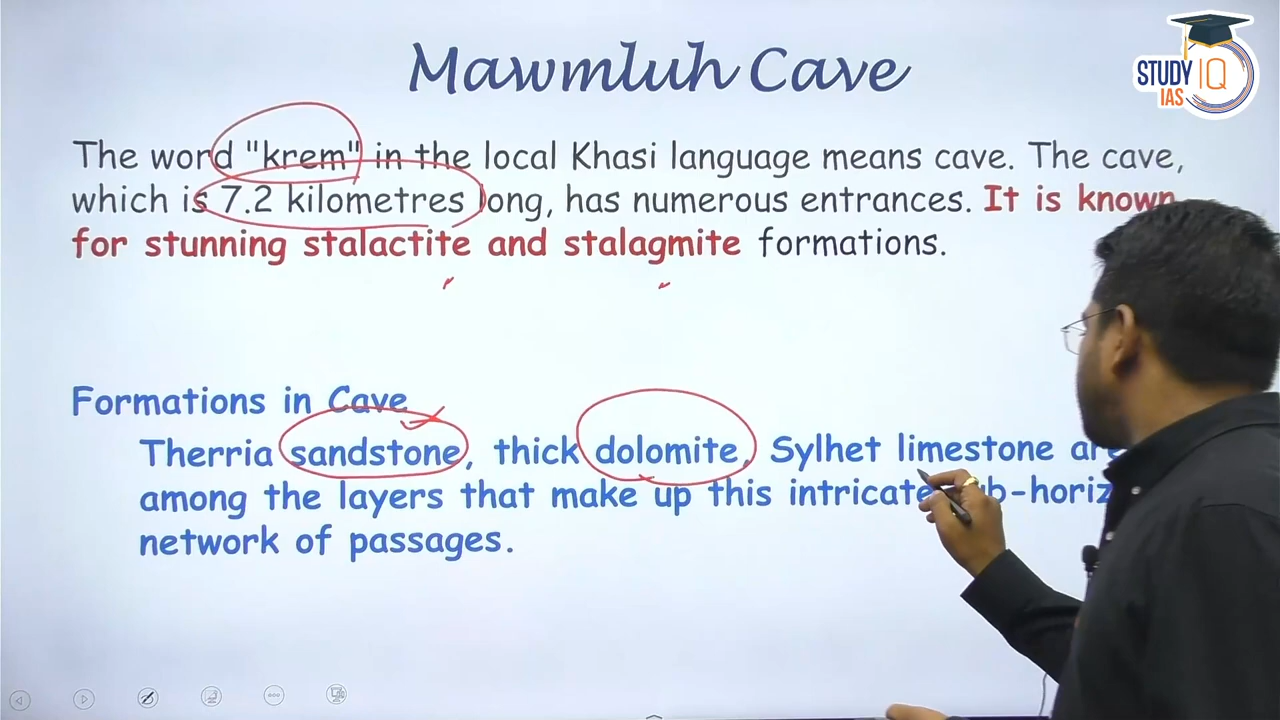 Mawmluh Cave
STUDY IQ
IAS
The word "krem" in the local Khasi language means cave. The cave,
which is 7.2 kilometres long, has numerous entrances. It is known
for stunning stalactite and stalagmite formations.
Formations in Cave
Therria sandstone, thick dolomite, Sylhet limestone are
among the layers that make up this intricate
network of passages.